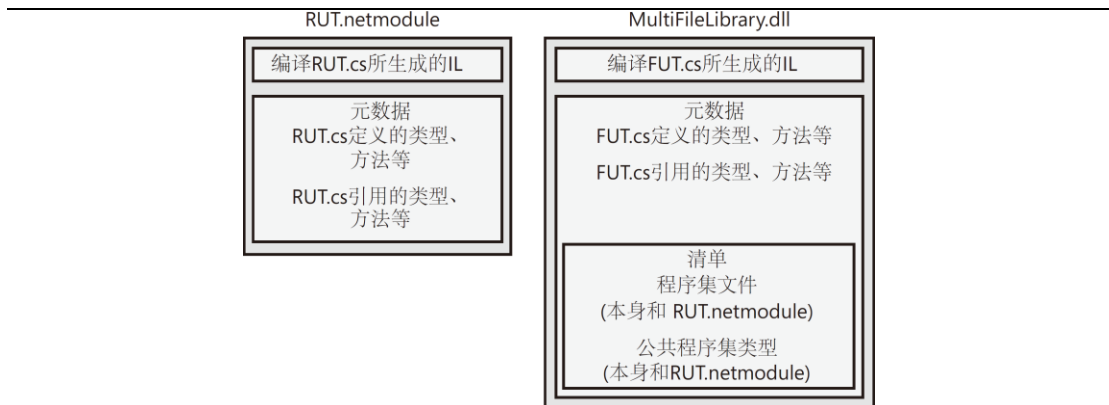 RUT.netmodule
编译RUT.cs所生成的IL
元数据
RUT.cs定义的类型、
方法等
RUT.cs引用的类型、
方法等
MultiFileLibrary.dll
编译FUT.cs所生成的IL
元数据
FUT.cs定义的类型、方法等
FUT.cs引用的类型、方法等
清单
程序集文件
(本身和 RUT.netmodule)
公共程序集类型
(本身和RUT.netmodule)